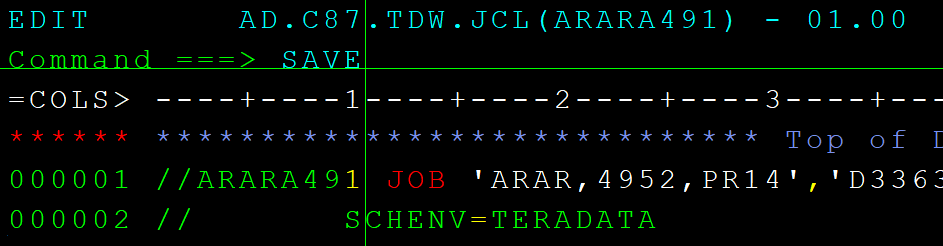 EDIT AD.C87.TDW.JCL(ARARA491) - 01.00
Command ===> SAVE
=COLS> ----+----1----+----2----+----3----+---
****** ***************************** Top of D
000001 //ARARA491 JOB 'ARAR,4952,PR14','D3363
000002 // SCHENV=TERADATA